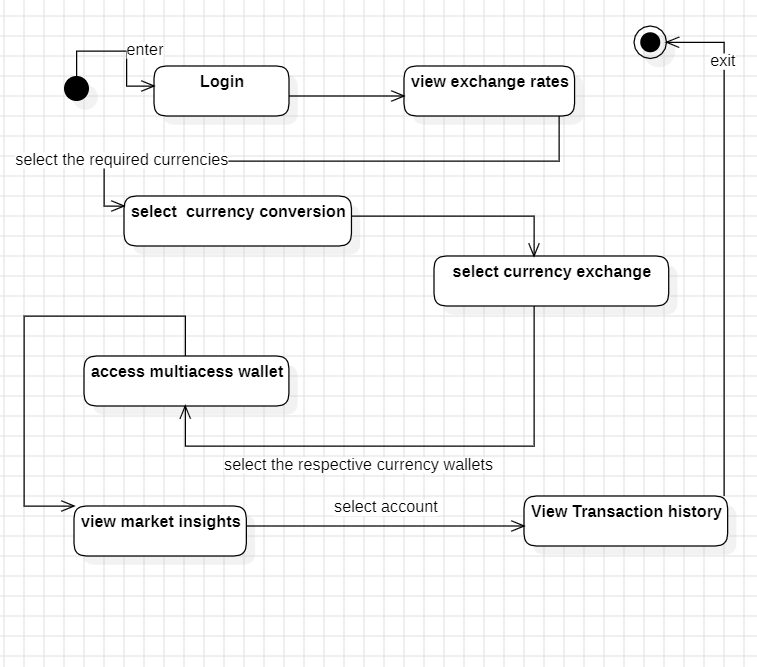 enter
exit
Login
view exchange rates
select the required currencies
select  currency conversion
select currency exchange
access multiacess wallet
select the respective currency wallets
select account
View Transaction history
view market insights